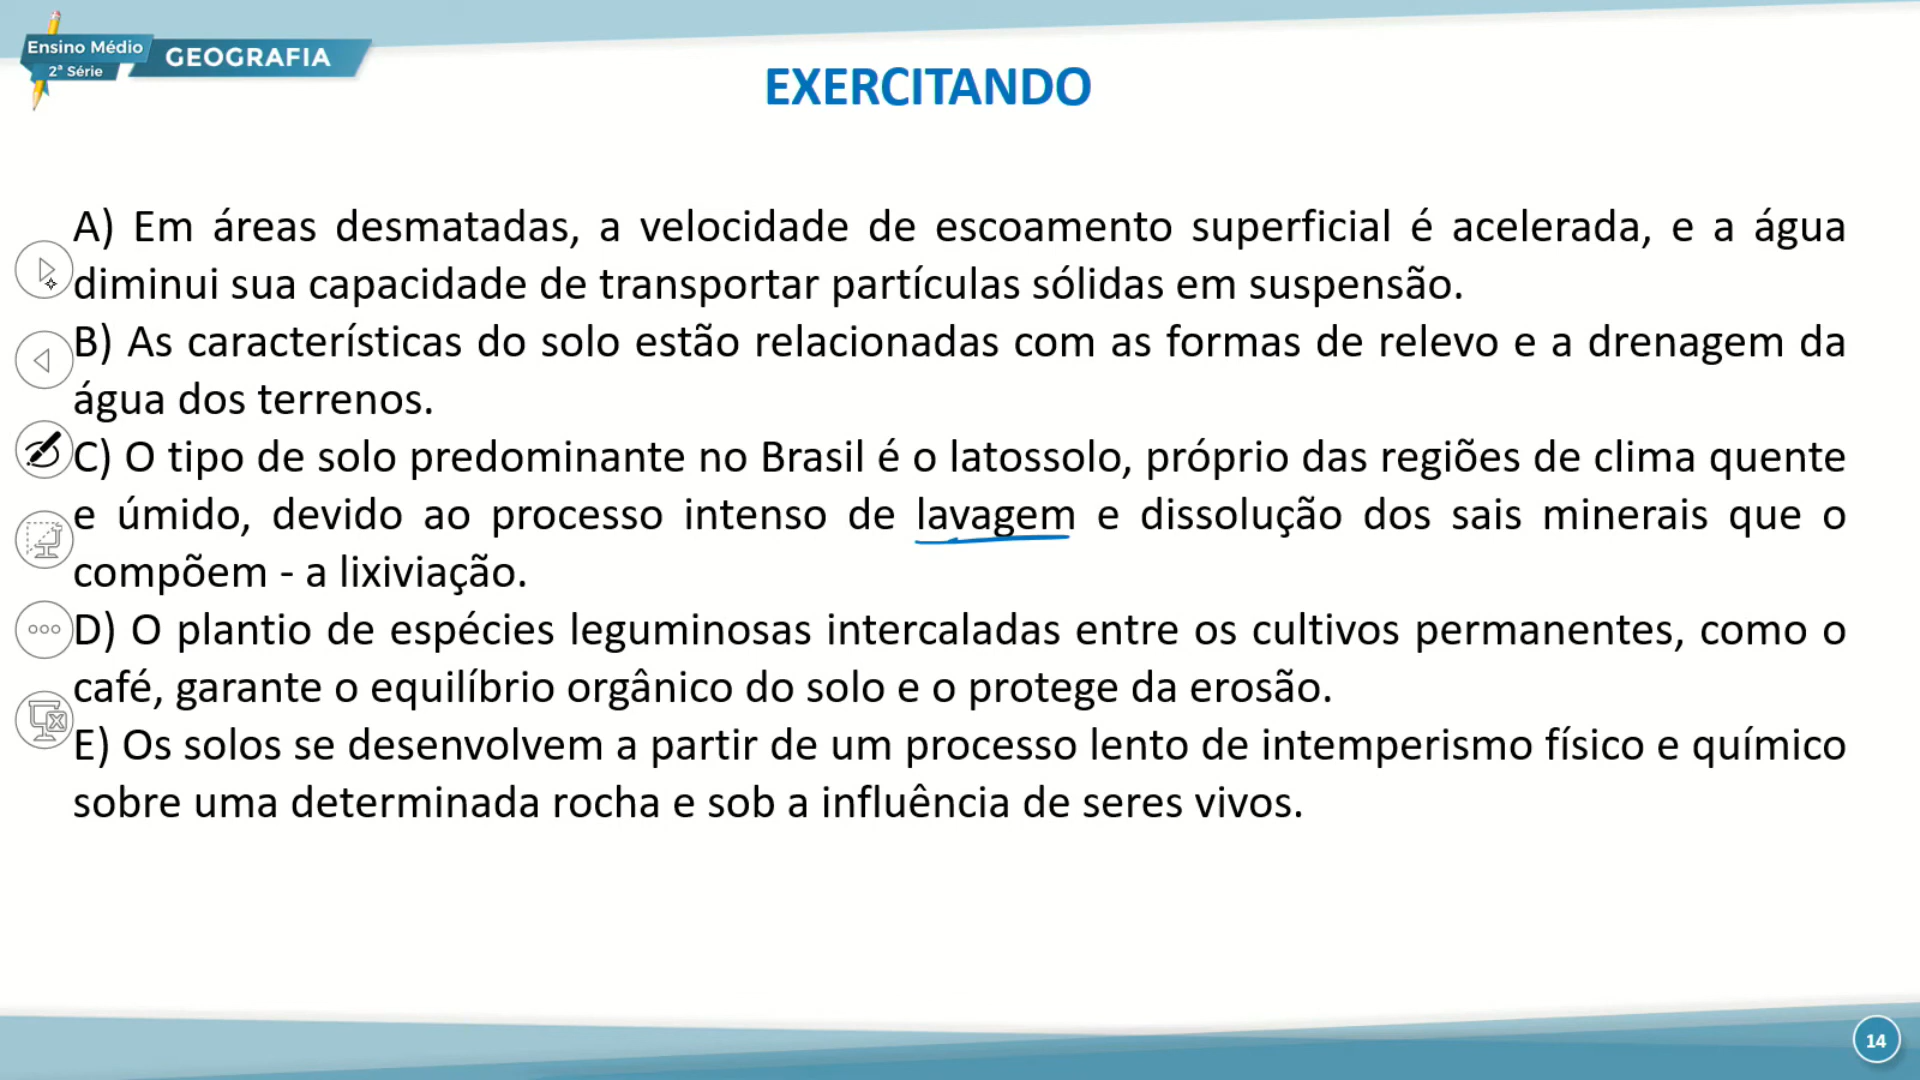 Ensino Médio
2ª Série
GEOGRAFIA
EXERCITANDO
A) Em áreas desmatadas, a velocidade de escoamento superficial é acelerada, e a água
diminui sua capacidade de transportar partículas sólidas em suspensão.
B) As características do solo estão relacionadas com as formas de relevo e a drenagem da
água dos terrenos.
C) O tipo de solo predominante no Brasil é o latossolo, próprio das regiões de clima quente
e úmido, devido ao processo intenso de lavagem e dissolução dos sais minerais que o
compõem - a lixiviação.
D) O plantio de espécies leguminosas intercaladas entre os cultivos permanentes, como o
café, garante o equilíbrio orgânico do solo e o protege da erosão.
E) Os solos se desenvolvem a partir de um processo lento de intemperismo físico e químico
sobre uma determinada rocha e sob a influência de seres vivos.
14